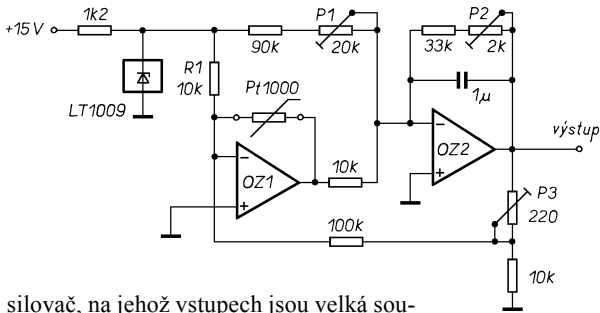 1k2
P1
P2
+15V
90k
20k
33k
2k
R1
10k
Pt1000
1µ
LT1009
výstup
OZ1
OZ2
10k
P3
220
100k
10k
silovač, na jehož vstupech jsou velká sou-